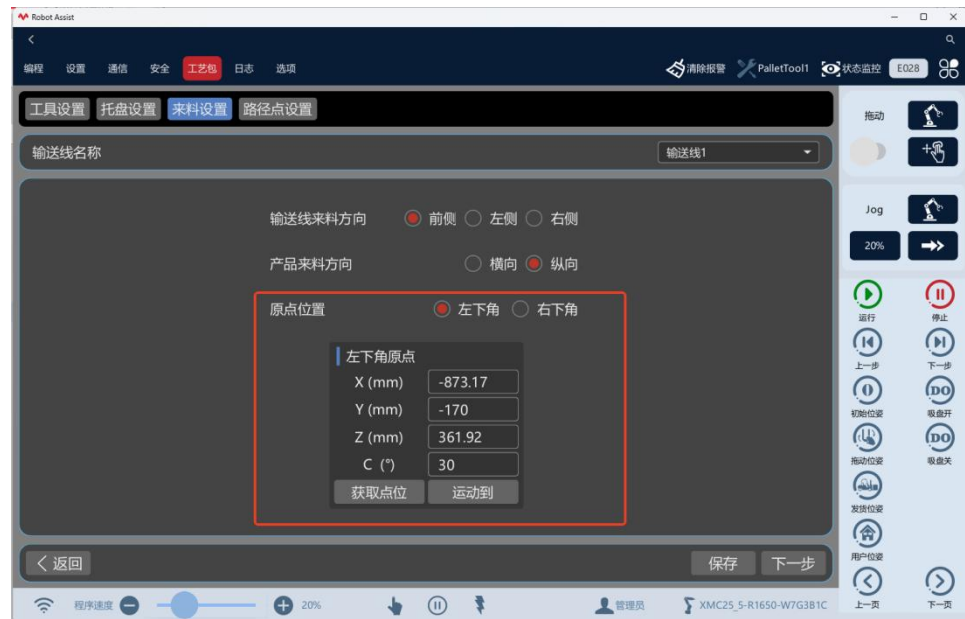 Robot Assist
编程 设置 通信 安全 工艺包 日志 选项 清除报警 PalletTool1 状态监控 E028
工具设置 托盘设置 来料设置 路径点设置
输送线名称 输送线1
输送线来料方向 前侧 左侧 右侧
产品来料方向 横向 纵向
原点位置 左下角 右下角
左下角原点
X (mm) -873.17
Y (mm) -170
Z (mm) 361.92
C (°) 30
获取点位 运动到
返回 保存 下一步
拖动
Jog
20%
运行 停止
上一步 下一步
初始位姿 DO 吸盘开
拖动位姿 DO 吸盘关
发货位姿
用户位姿
上一页 下一页
程序速度 20% 管理员 XMC25_5-R1650-W7G3B1C